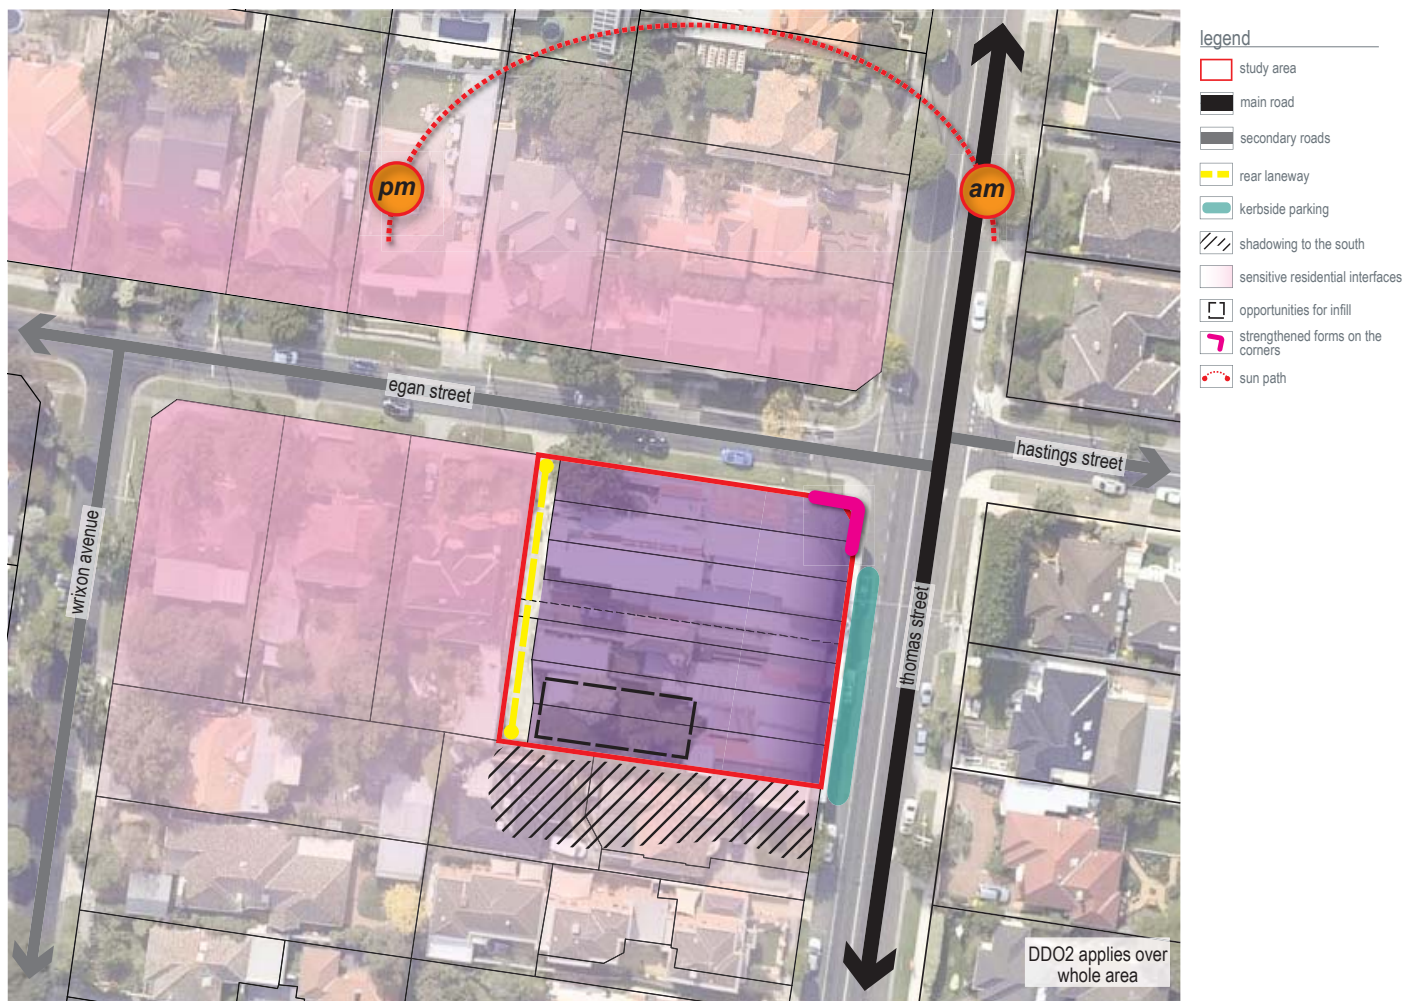 legend
study area
main road
secondary roads
rear laneway
kerbside parking
shadowing to the south
sensitive residential interfaces
opportunities for infill
strengthened forms on the
corners
sun path
pm
am
egan street
hastings street
wrixon avenue
thomas street
DDO2 applies over
whole area